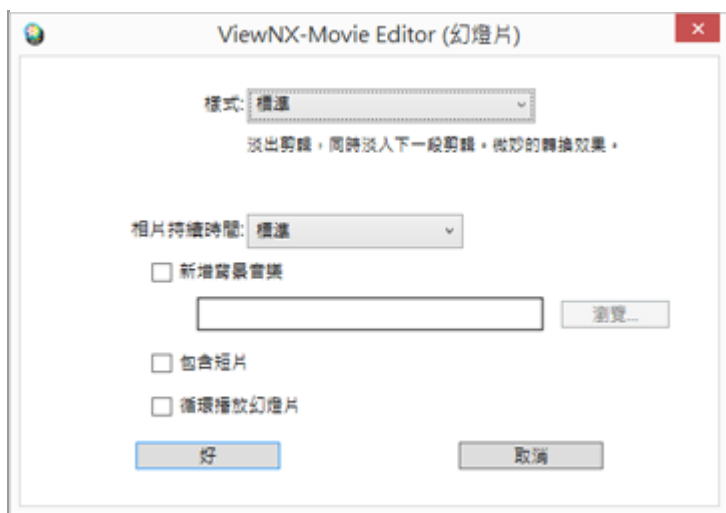 ViewNX-Movie Editor (幻燈片)
樣式: 標準
淡出剪輯，同時淡入下一段剪輯。微妙的轉換效果。
相片持續時間: 標準
新增背景音樂
瀏覽...
包含短片
循環播放幻燈片
好 取消